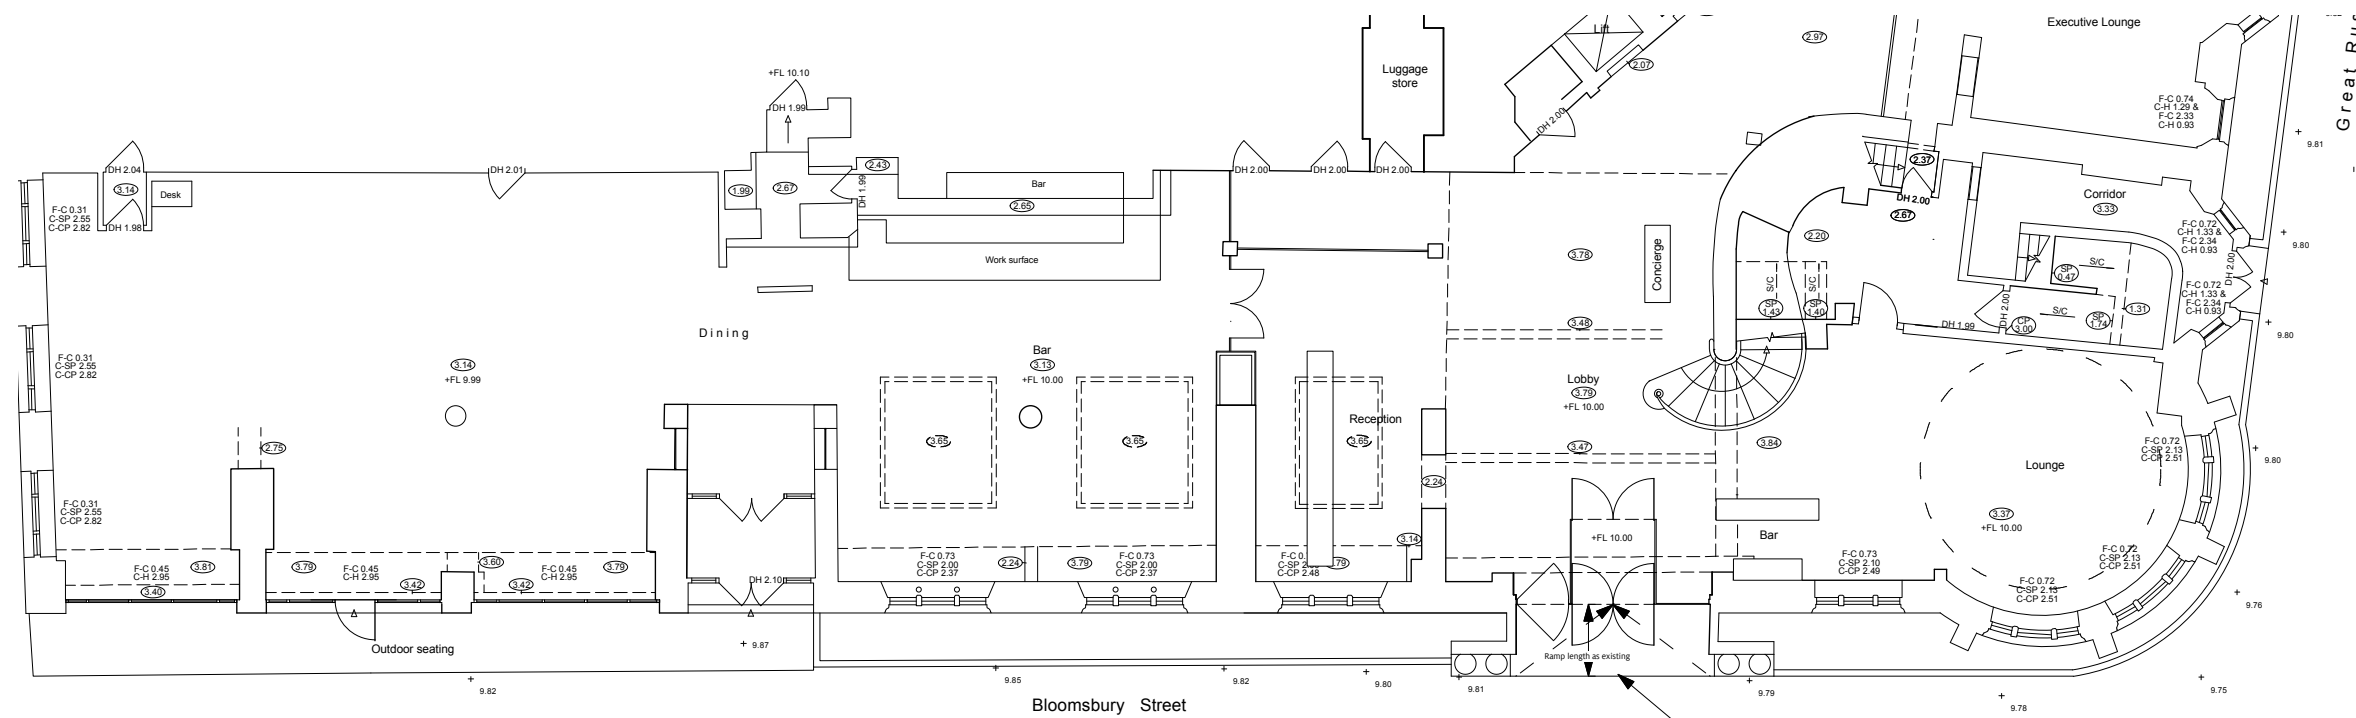 Executive Lounge
Lift
2.97
Luggage
store
2.07
+FL 10.10
DH 1.99
DH 2.00
F-C 0.74
C-H 1.29 &
F-C 2.33
C-H 0.93
9.81
DH 2.04
DH 2.01
3.14
Desk
DH 1.98
F-C 0.31
C-SP 2.55
C-CP 2.82
1.99
2.67
2.43
DH 1.99
Bar
2.65
Work surface
DH 2.00
DH 2.00
DH 2.00
3.78
Concierge
2.37
DH 2.00
2.67
2.20
Corridor
3.33
F-C 0.72
C-H 1.33 &
F-C 2.34
C-H 0.93
9.80
DH 2.00
S/C
S/C
SP
1.43
SP
1.40
SP
0.47
S/C
S/C
1.31
SP
1.74
CP
3.00
DH 2.00
DH 1.99
F-C 0.72
C-H 1.33 &
F-C 2.34
C-H 0.93
9.80
3.48
Dining
F-C 0.31
C-SP 2.55
C-CP 2.82
3.14
+FL 9.99
Bar
3.13
+FL 10.00
Lobby
3.79
+FL 10.00
Reception
3.65
3.65
3.65
2.75
3.47
3.84
2.24
Lounge
3.37
+FL 10.00
F-C 0.72
C-SP 2.13
C-CP 2.51
9.80
F-C 0.31
C-SP 2.55
C-CP 2.82
+FL 10.00
Bar
3.14
F-C 0.45
C-H 2.95
3.81
3.40
3.79
F-C 0.45
C-H 2.95
3.42
3.60
3.42
F-C 0.45
C-H 2.95
3.79
DH 2.10
F-C 0.73
C-SP 2.00
C-CP 2.37
2.24
3.79
F-C 0.73
C-SP 2.00
C-CP 2.37
C-CP 2.48
F-C 0.73
C-SP 2.10
C-CP 2.49
F-C 0.72
C-SP 2.13
C-CP 2.51
F-C 0.72
C-SP 2.13
C-CP 2.51
9.76
Outdoor seating
9.87
Ramp length as existing
9.82
9.85
9.82
9.80
9.81
9.79
9.78
9.75
Bloomsbury Street